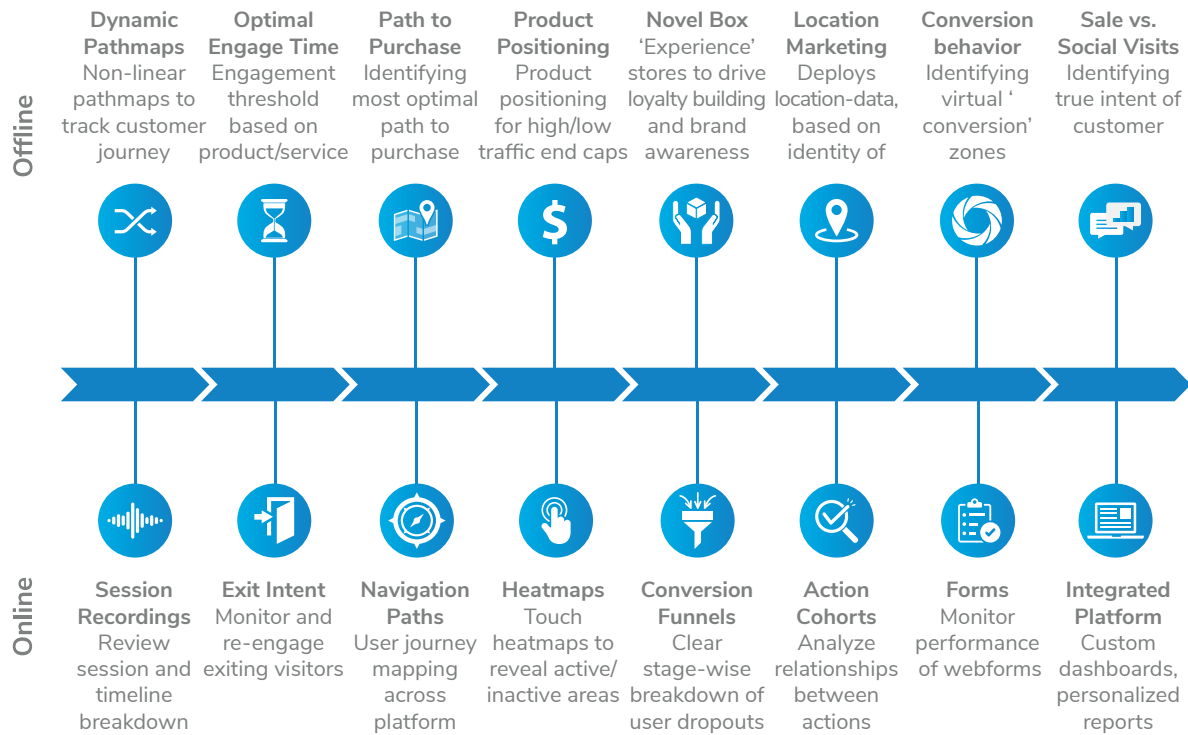 Offline
Dynamic
Pathmaps
Non-linear
pathmaps to
track customer
journey
Optimal
Engage Time
Engagement
threshold
based on
product/service
Path to
Purchase
Identifying
most optimal
path to
purchase
Product
Positioning
Product
positioning
for high/low
traffic end caps
Novel Box
‘Experience’
stores to drive
loyalty building
and brand
awareness
Location
Marketing
Deploys
location-data,
based on
identity of
Conversion
behavior
Identifying
virtual ‘
conversion’
zones
Sale vs.
Social Visits
Identifying
true intent of
customer
$
Online
Session
Recordings
Review
session and
timeline
breakdown
Exit Intent
Monitor and
re-engage
exiting visitors
Navigation
Paths
User journey
mapping
across
platform
Heatmaps
Touch
heatmaps to
reveal active/
inactive areas
Conversion
Funnels
Clear
stage-wise
breakdown of
user dropouts
Action
Cohorts
Analyze
relationships
between
actions
Forms
Monitor
performance
of webforms
Integrated
Platform
Custom
dashboards,
personalized
reports